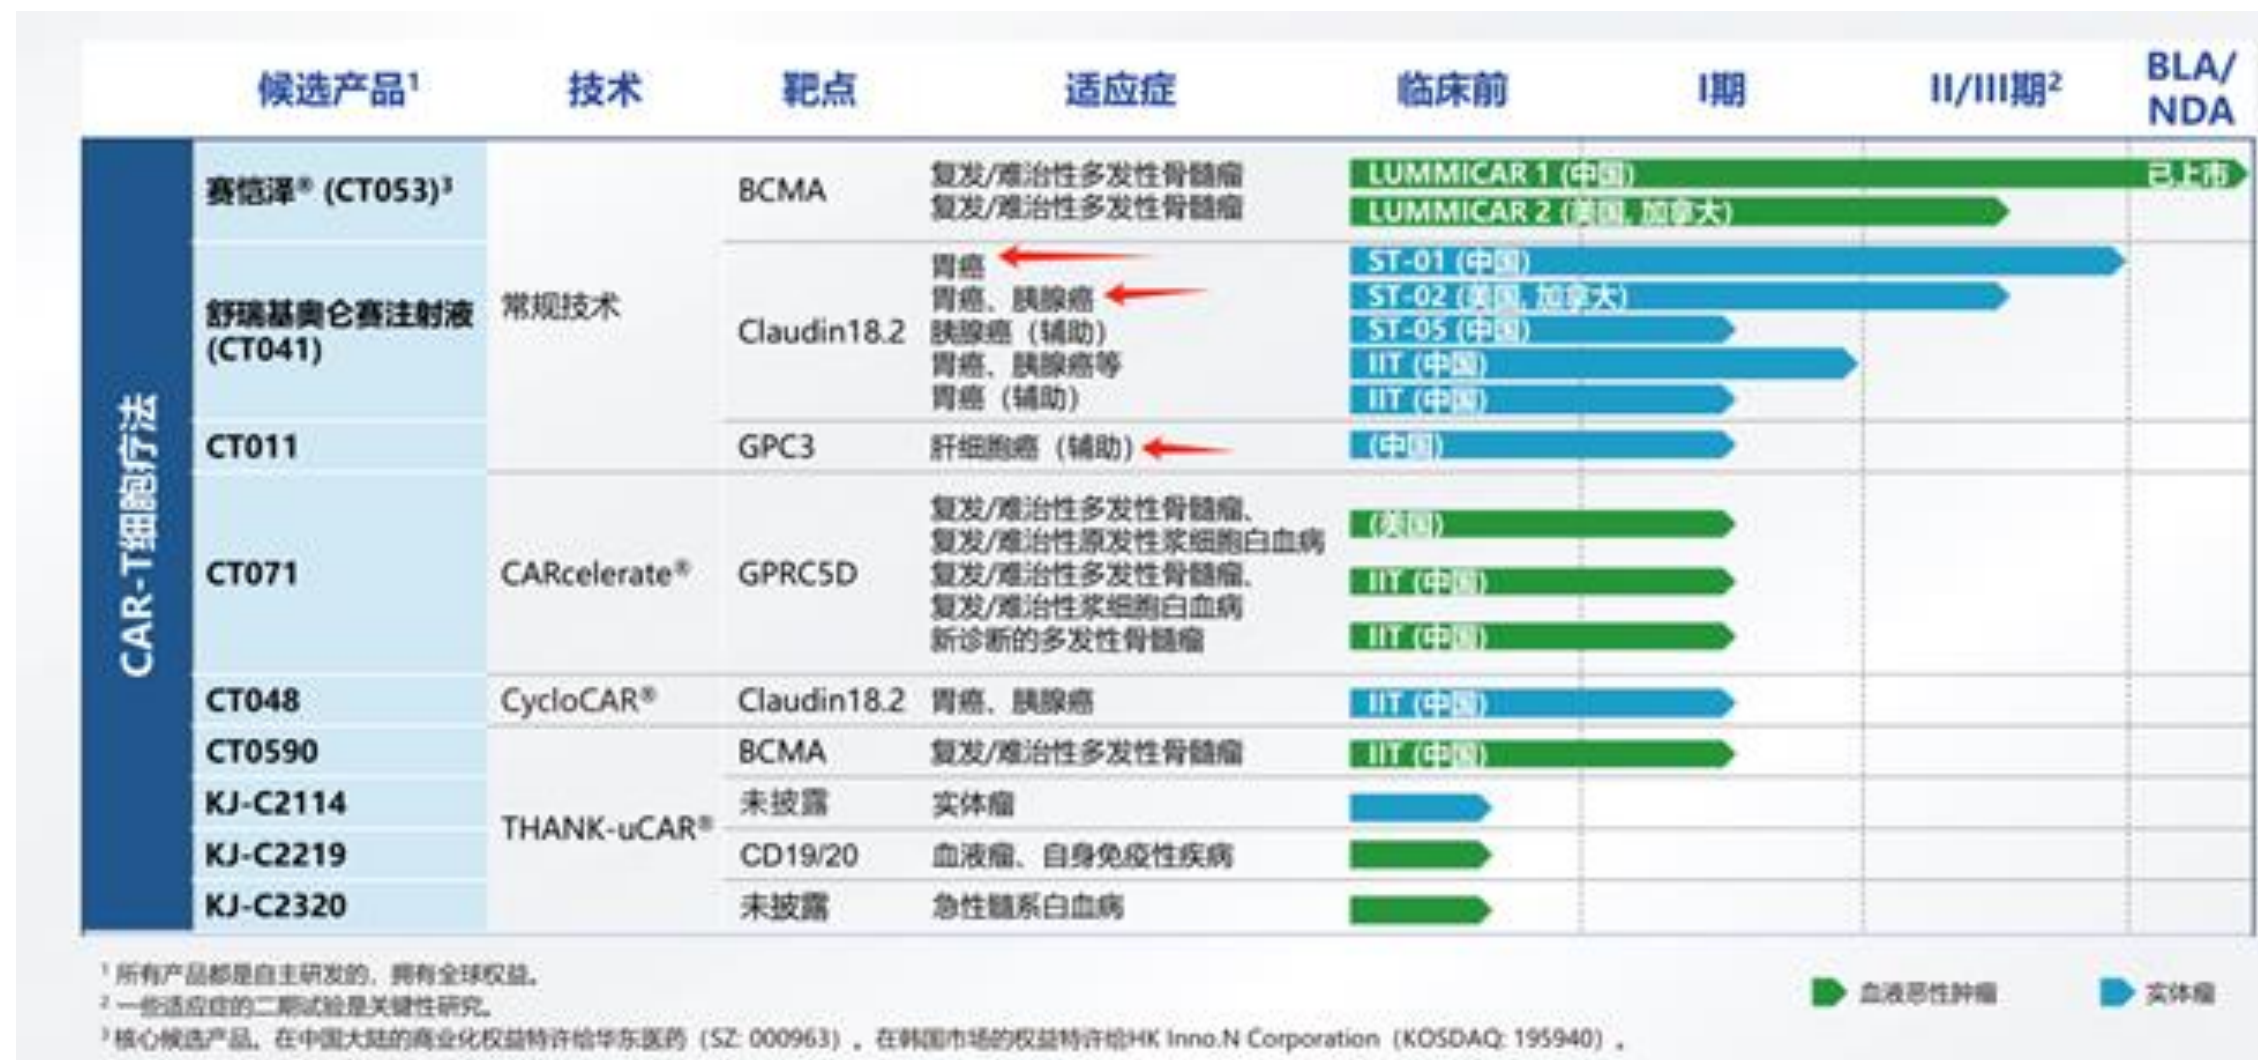 候选产品¹ 技术 靶点 适应症 临床前 I期 II/III期² BLA/NDA
CAR-T细胞疗法
赛恺泽® (CT053)³ 常规技术 BCMA
复发/难治性多发性骨髓瘤 LUMMICAR 1 (中国) 已上市
复发/难治性多发性骨髓瘤 LUMMICAR 2 (美国, 加拿大)
舒瑞基奥仑赛注射液
(CT041)
Claudin18.2
胃癌 ST-01 (中国)
胃癌、胰腺癌 ST-02 (美国, 加拿大)
胰腺癌（辅助） ST-05 (中国)
胃癌、胰腺癌等 IIT (中国)
胃癌（辅助） IIT (中国)
CT011 GPC3 肝细胞癌（辅助） (中国)
CT071 CARcelerate® GPRC5D
复发/难治性多发性骨髓瘤、
复发/难治性原发性浆细胞白血病 (美国)
复发/难治性多发性骨髓瘤、
复发/难治性浆细胞白血病 IIT (中国)
新诊断的多发性骨髓瘤 IIT (中国)
CT048 CycloCAR® Claudin18.2 胃癌、胰腺癌 IIT (中国)
CT0590 THANK-uCAR® BCMA 复发/难治性多发性骨髓瘤 IIT (中国)
KJ-C2114 未披露 实体瘤
KJ-C2219 CD19/20 血液瘤、自身免疫性疾病
KJ-C2320 未披露 急性髓系白血病
¹ 所有产品都是自主研发的，拥有全球权益。
² 一些适应症的二期试验是关键性研究。
³ 核心候选产品。在中国大陆的商业化权益特许给华东医药（SZ: 000963）。在韩国市场的权益特许给HK Inno.N Corporation（KOSDAQ: 195940）。
血液恶性肿瘤 实体瘤